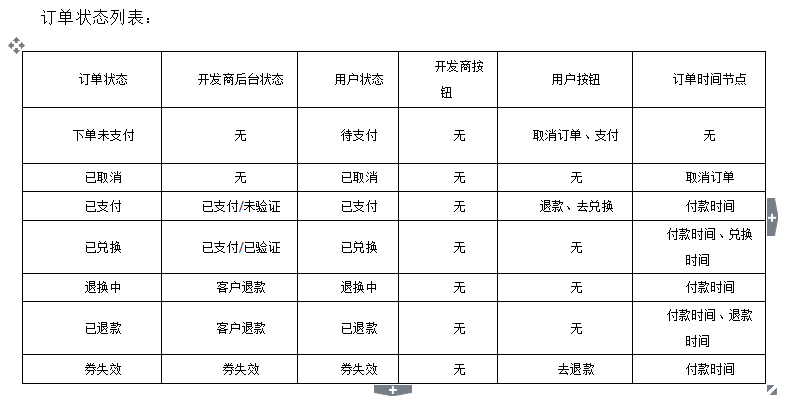 订单状态列表：
订单状态 开发商后台状态 用户状态 开发商按钮 用户按钮 订单时间节点
下单未支付 无 待支付 无 取消订单、支付 无
已取消 无 已取消 无 无 取消订单
已支付 已支付/未验证 已支付 无 退款、去兑换 付款时间
已兑换 已支付/已验证 已兑换 无 无 付款时间、兑换时间
退换中 客户退款 退换中 无 无 付款时间
已退款 客户退款 已退款 无 无 付款时间、退款时间
券失效 券失效 券失效 无 去退款 付款时间